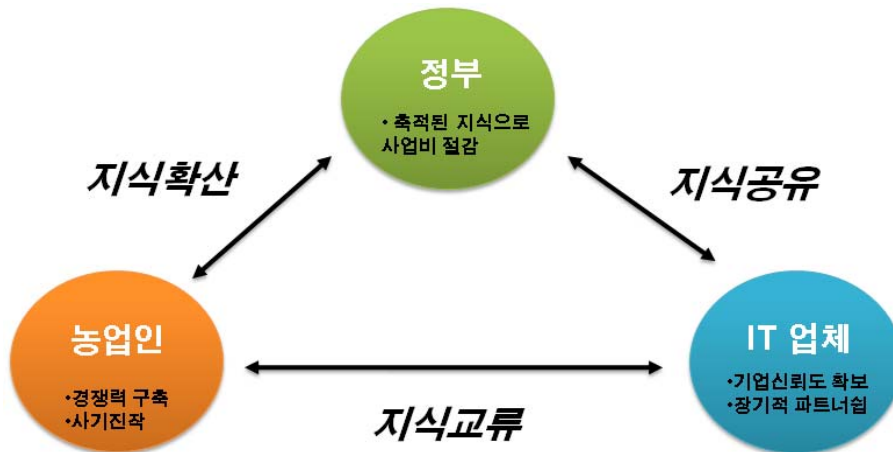 정부
• 축적된 지식으로
사업비 절감
지식확산
지식공유
농업인
•경쟁력 구축
•사기진작
IT 업체
•기업신뢰도 확보
•장기적 파트너쉽
지식교류